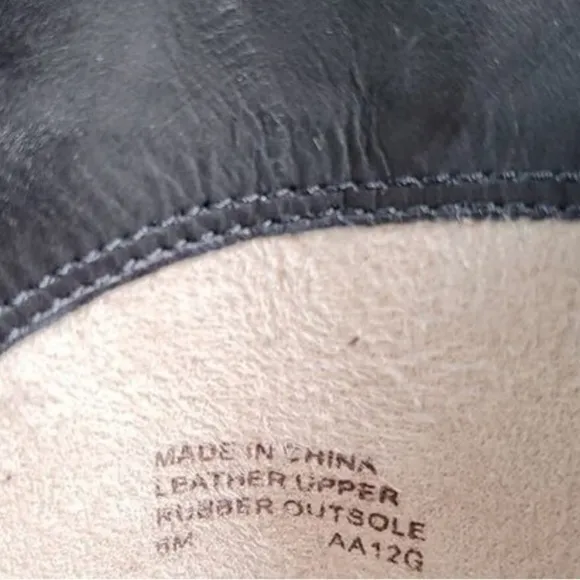 MADE IN CHINA
LEATHER UPPER
RUBBER OUTSOLE
6M AA12G